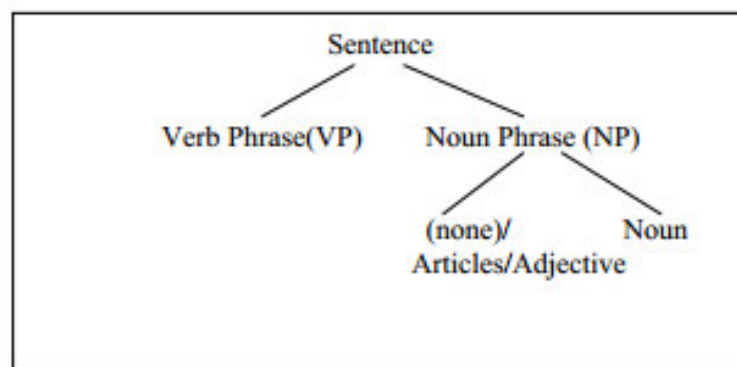 Sentence
Verb Phrase(VP) Noun Phrase (NP)
(none)/ Noun
Articles/Adjective